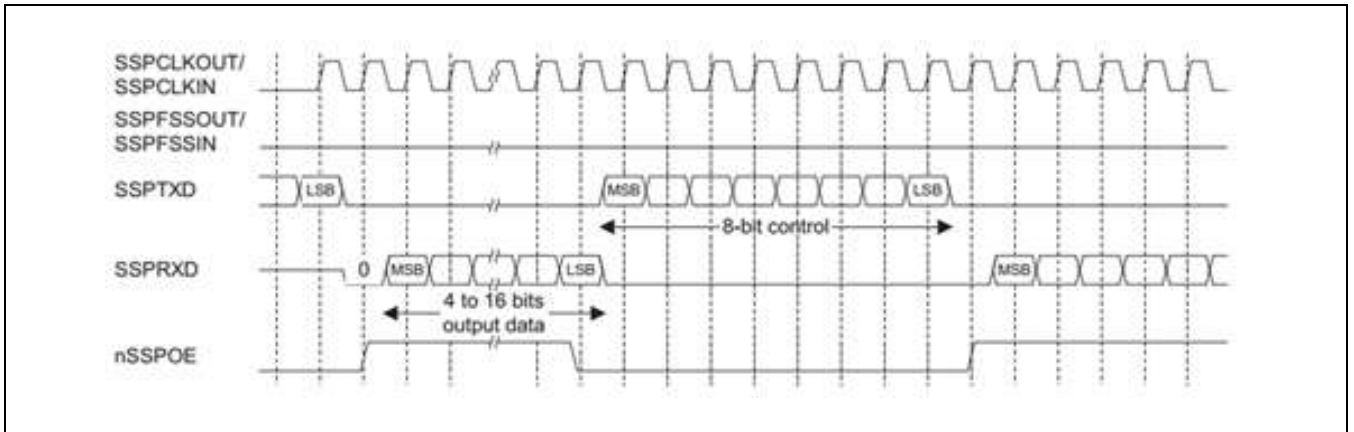 SSPCLKOUT/
SSPCLKIN
SSPFSSOUT/
SSPFSSIN
SSPTXD
LSB
MSB
LSB
8-bit control
SSPRXD
0
MSB
LSB
MSB
4 to 16 bits
output data
nSSPOE